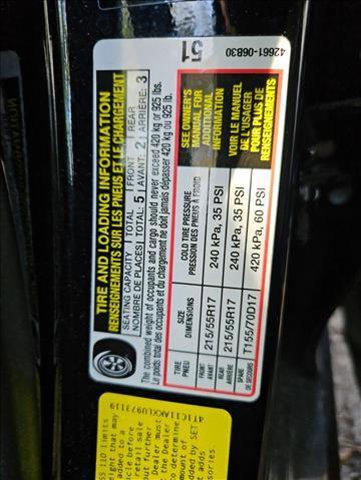 TIRE AND LOADING INFORMATION
RENSEIGNEMENTS SUR LES PNEUS ET LE CHARGEMENT
SEATING CAPACITY TOTAL FRONT REAR
NOMBRE DE PLACES TOTAL: 5 AVANT: 2 ARRIÈRE: 3
The combined weight of occupants and cargo should never exceed 420 kg or 925 lbs.
Le poids total des occupants et du chargement ne doit jamais dépasser 420 kg ou 925 lb.
TIRE SIZE COLD TIRE PRESSURE
PNEU DIMENSIONS PRESSION DES PNEUS À FROID
FRONT
AVANT 215/55R17 240 kPa, 35 PSI
REAR
ARRIÈRE 215/55R17 240 kPa, 35 PSI
SPARE
DE SECOURS T155/70D17 420 kPa, 60 PSI
SEE OWNER'S
MANUAL FOR
ADDITIONAL
INFORMATION
VOIR LE MANUEL
DE L'USAGER
POUR PLUS DE
RENSEIGNEMENTS
51
42661-06B30